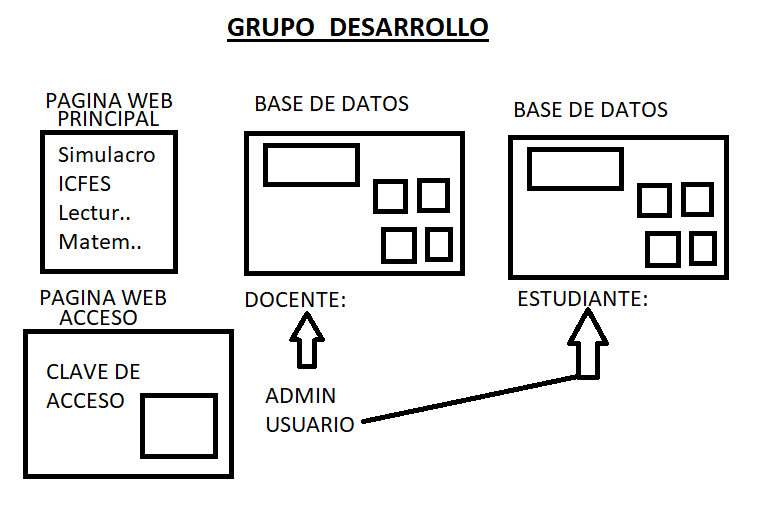 GRUPO DESARROLLO
PAGINA WEB
PRINCIPAL
Simulacro
ICFES
Lectur..
Matem..
BASE DE DATOS
BASE DE DATOS
PAGINA WEB
ACCESO
CLAVE DE
ACCESO
DOCENTE:
ESTUDIANTE:
ADMIN
USUARIO